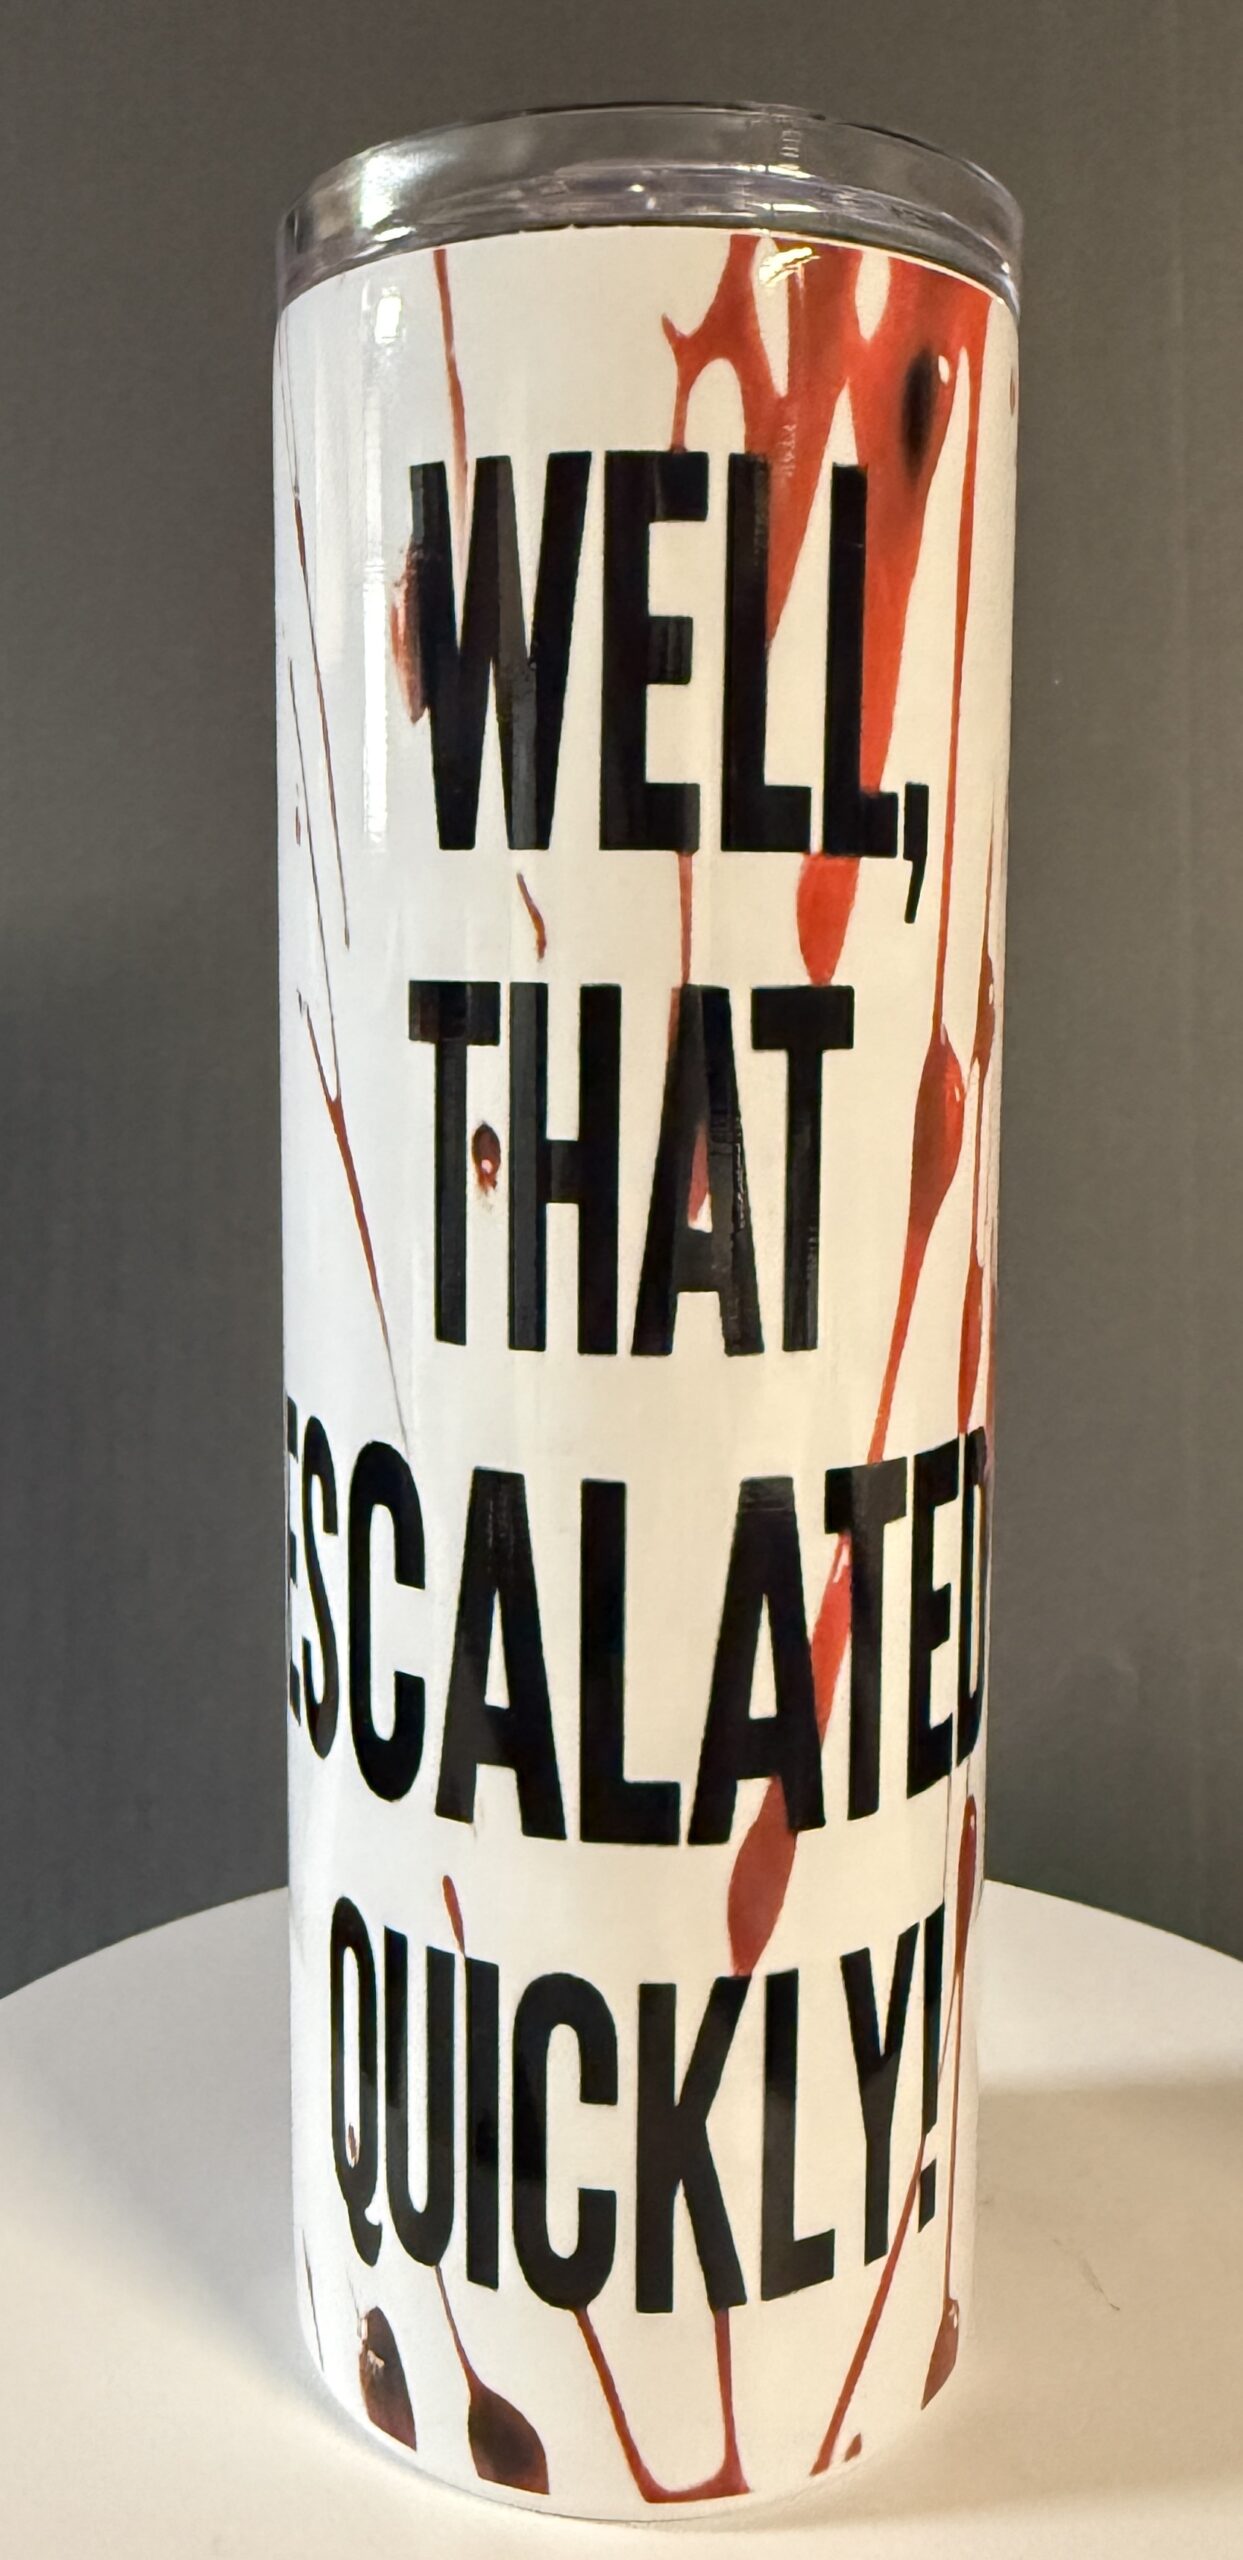 WELL,
THAT
ESCALATED
QUICKLY!